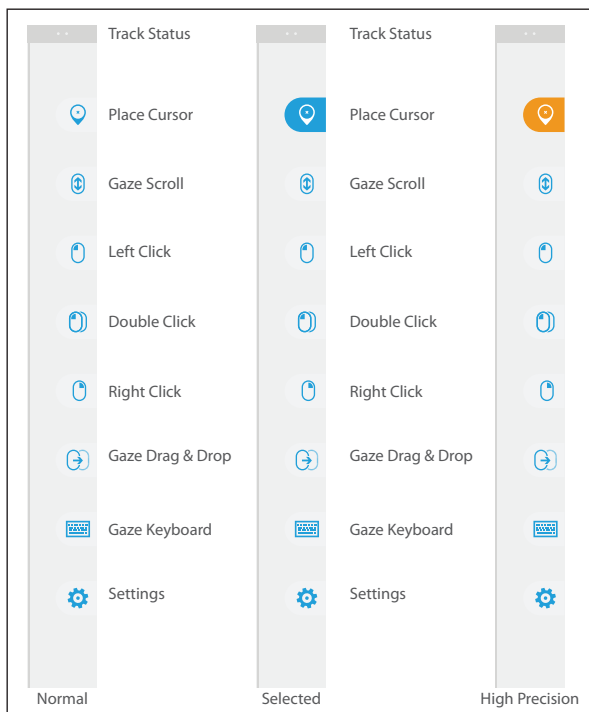 Track Status Track Status
Place Cursor Place Cursor
Gaze Scroll Gaze Scroll
Left Click Left Click
Double Click Double Click
Right Click Right Click
Gaze Drag & Drop Gaze Drag & Drop
Gaze Keyboard Gaze Keyboard
Settings Settings
Normal Selected High Precision